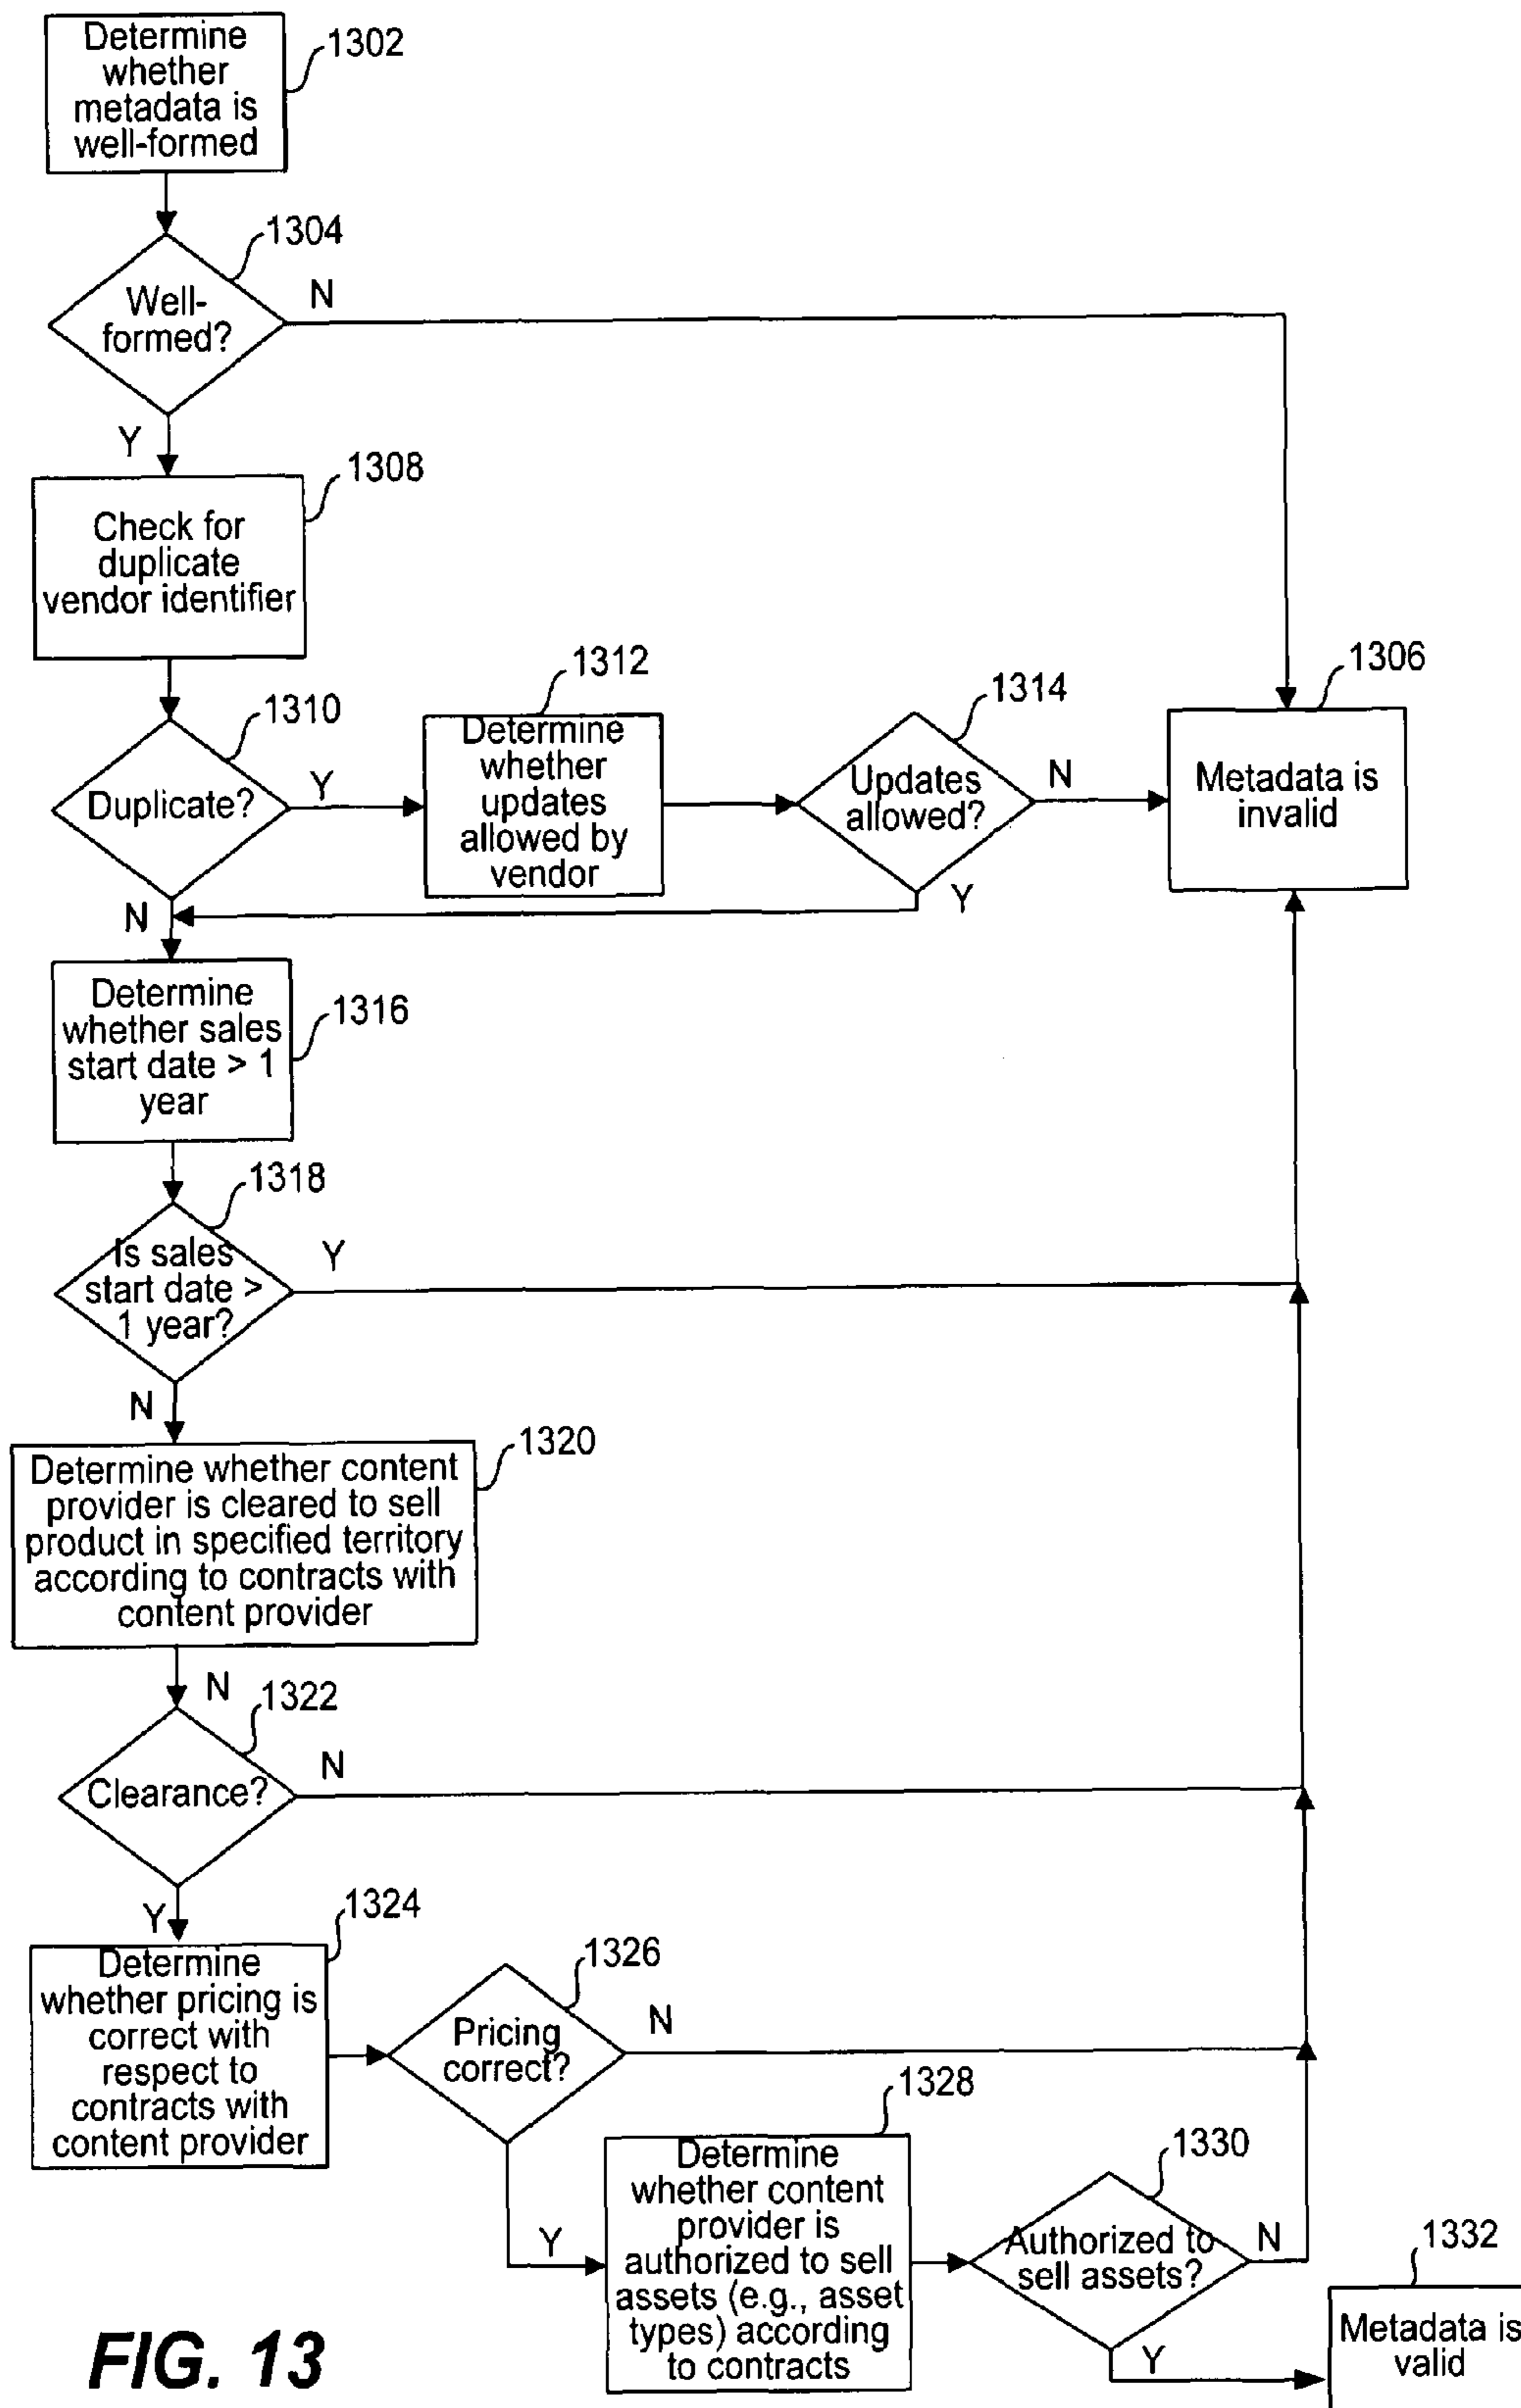 Determine
whether
metadata is
well-formed
1302
1304
Well-
formed?
N
Y
1308
Check for
duplicate
vendor identifier
1310
Duplicate?
Y
N
1312
Determine
whether
updates
allowed by
vendor
1314
Updates
allowed?
N
Y
1306
Metadata is
invalid
1316
Determine
whether sales
start date > 1
year
1318
Is sales
start date >
1 year?
Y
N
1320
Determine whether content
provider is cleared to sell
product in specified territory
according to contracts with
content provider
N
1322
Clearance?
N
Y
1324
Determine
whether pricing is
correct with
respect to
contracts with
content provider
1326
Pricing
correct?
N
Y
1328
Determine
whether content
provider is
authorized to sell
assets (e.g., asset
types) according
to contracts
1330
Authorized to
sell assets?
N
Y
1332
Metadata is
valid
FIG. 13